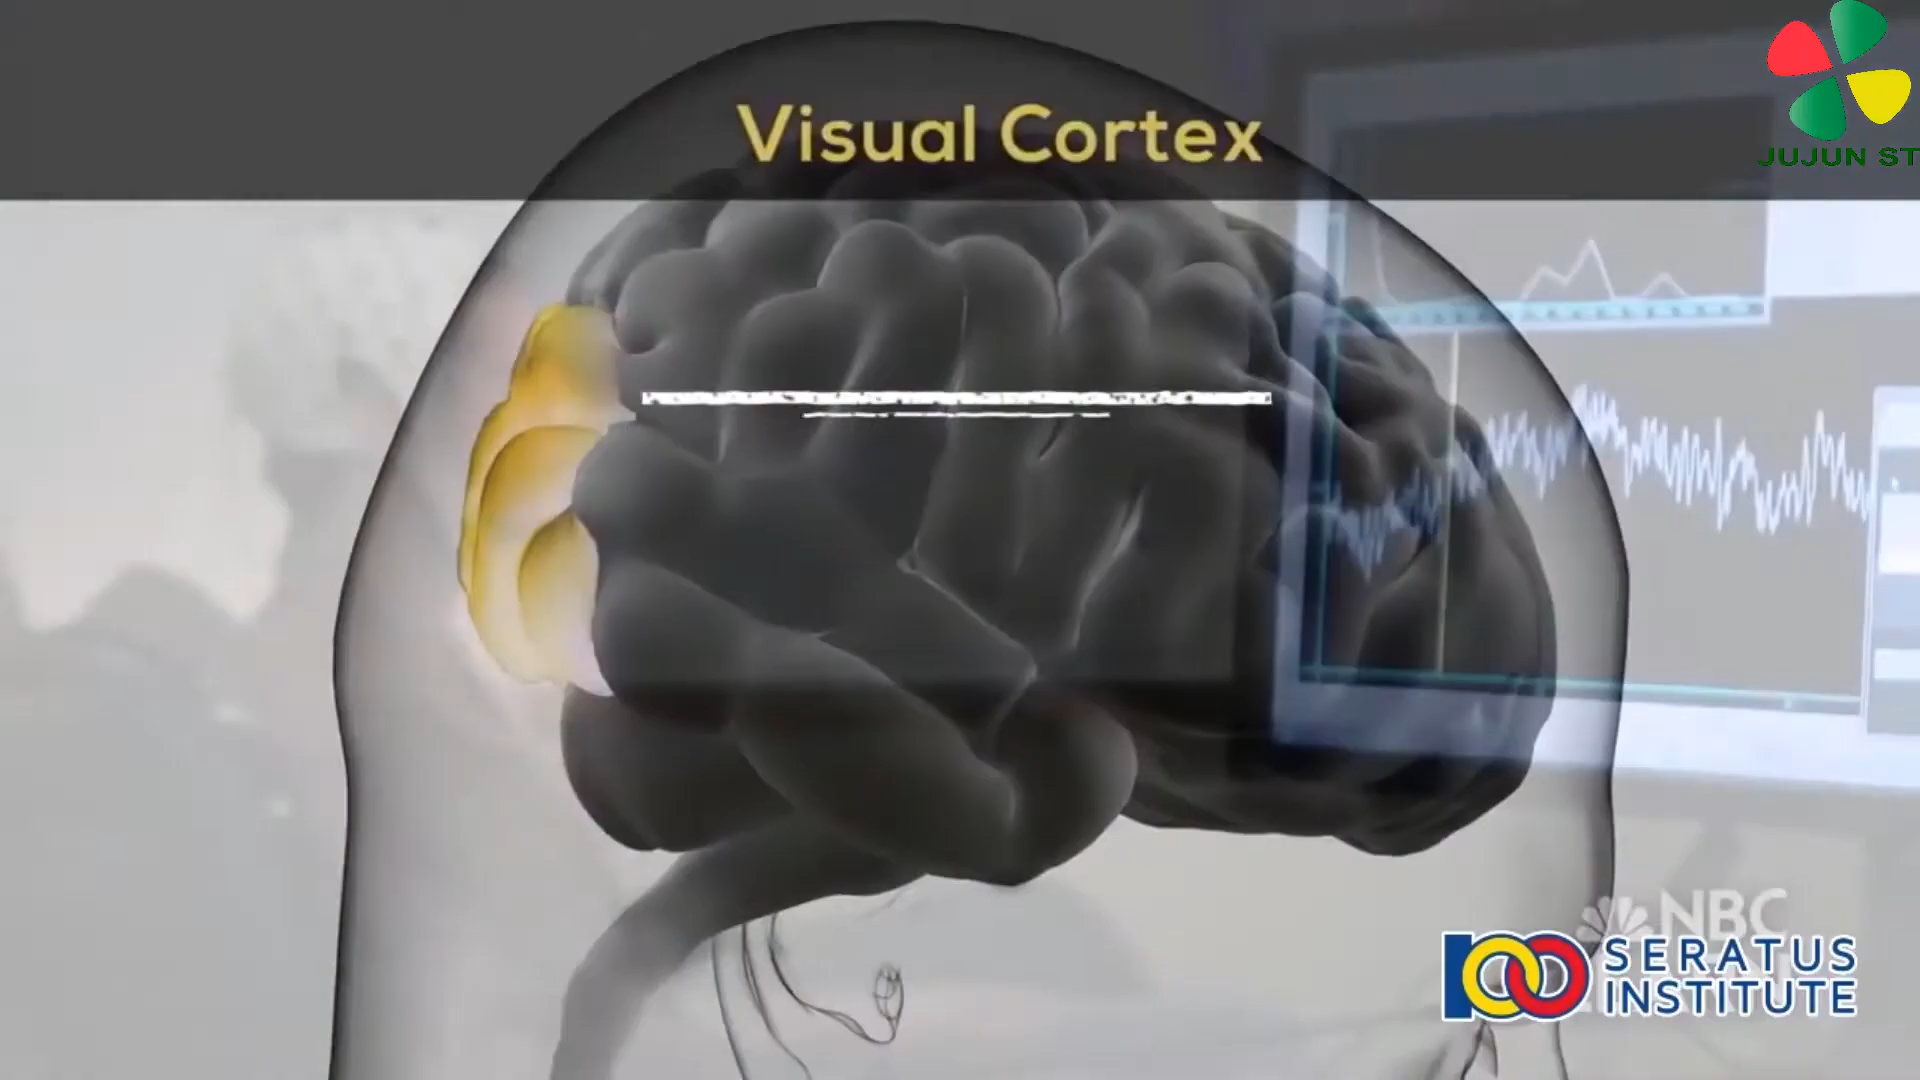 Visual Cortex
JUJUN ST
NBC
SERATUS
INSTITUTE